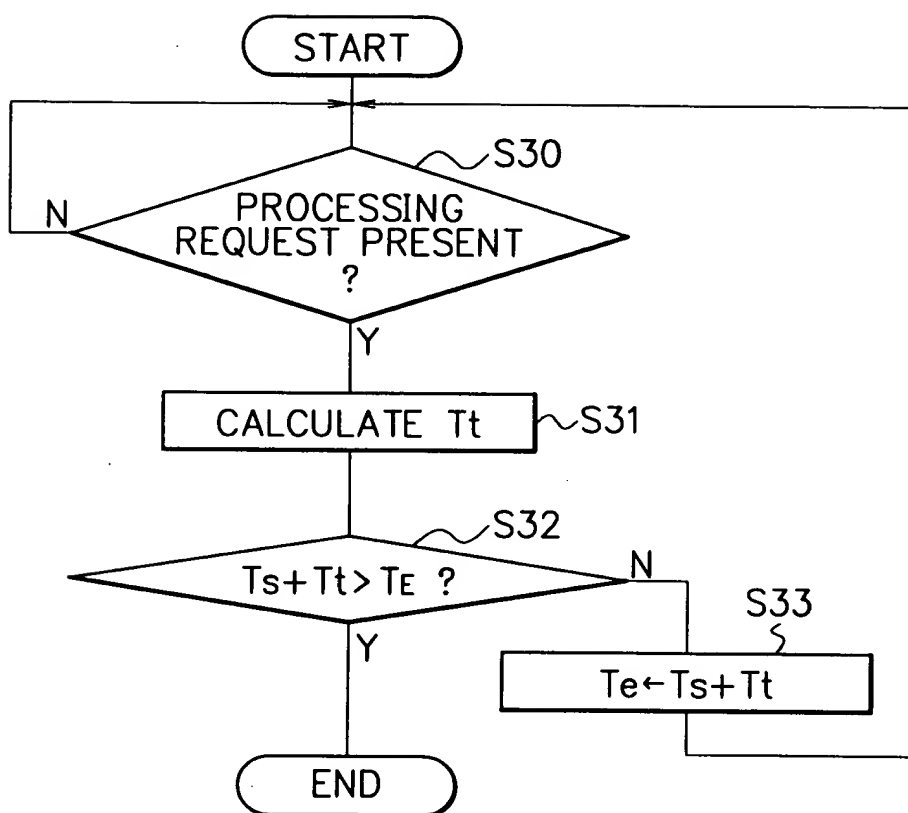 START
S30
PROCESSING
REQUEST PRESENT
?
N
Y
CALCULATE Tt
S31
S32
Ts+Tt>TE ?
N
Y
S33
Te←Ts+Tt
END